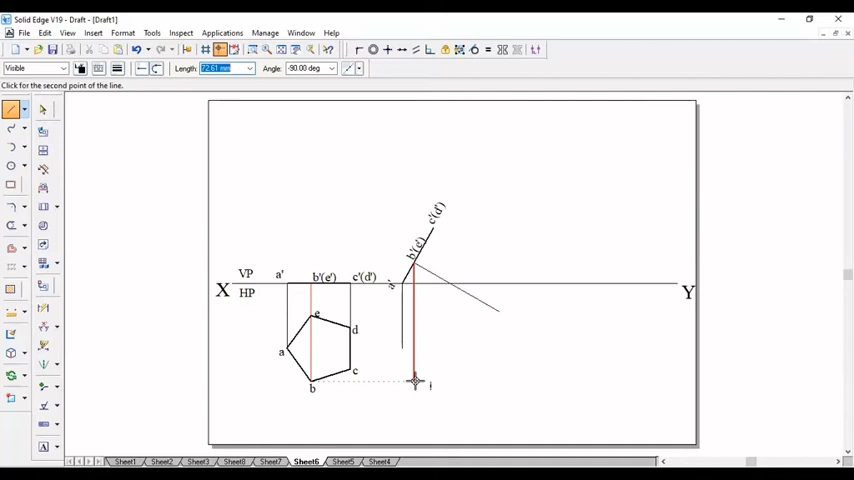 Solid Edge V19 - Draft - [Draft1]
File Edit View Insert Format Tools Inspect Applications Manage Window Help
Visible Length: 72.61 mm Angle: -90.00 deg
Click for the second point of the line.
c'(d')
b'(e')
VP a' b'(e') c'(d') a'
X HP Y
e
d
a
c
b
A
Sheet1 Sheet2 Sheet3 Sheet8 Sheet7 Sheet6 Sheet5 Sheet4